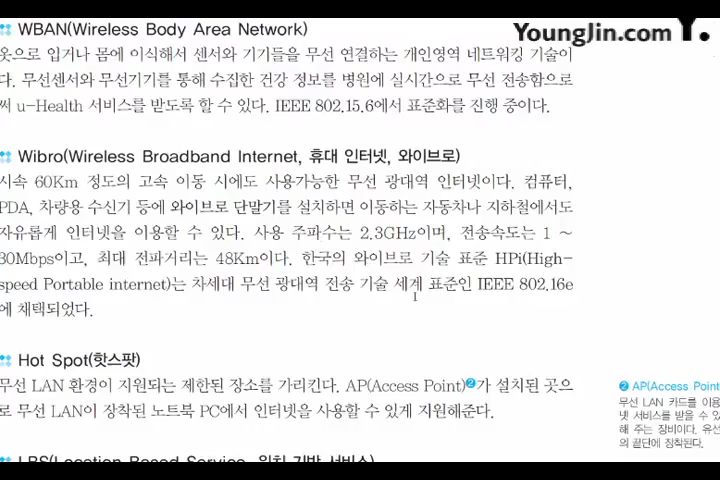 WBAN(Wireless Body Area Network)
YoungJin.com Y.
옷으로 입거나 몸에 이식해서 센서와 기기들을 무선 연결하는 개인영역 네트워킹 기술이
다. 무선센서와 무선기기를 통해 수집한 건강 정보를 병원에 실시간으로 무선 전송함으로
써 u-Health 서비스를 받도록 할 수 있다. IEEE 802.15.6에서 표준화를 진행 중이다.
Wibro(Wireless Broadband Internet, 휴대 인터넷, 와이브로)
시속 60Km 정도의 고속 이동 시에도 사용가능한 무선 광대역 인터넷이다. 컴퓨터,
PDA, 차량용 수신기 등에 와이브로 단말기를 설치하면 이동하는 자동차나 지하철에서도
자유롭게 인터넷을 이용할 수 있다. 사용 주파수는 2.3GHz이며, 전송속도는 1 ~
30Mbps이고, 최대 전파거리는 48Km이다. 한국의 와이브로 기술 표준 HPi(High-
speed Portable internet)는 차세대 무선 광대역 전송 기술 세계 표준인 IEEE 802.16e
에 채택되었다.
Hot Spot(핫스팟)
무선 LAN 환경이 지원되는 제한된 장소를 가리킨다. AP(Access Point)❷가 설치된 곳으
로 무선 LAN이 장착된 노트북 PC에서 인터넷을 사용할 수 있게 지원해준다.
❷ AP(Access Point)
무선 LAN 카드를 이용
넷 서비스를 받을 수 있
해 주는 장비이다. 유선
의 끝단에 장착된다.
LBS(Location Based Service, 위치 기반 서비스)